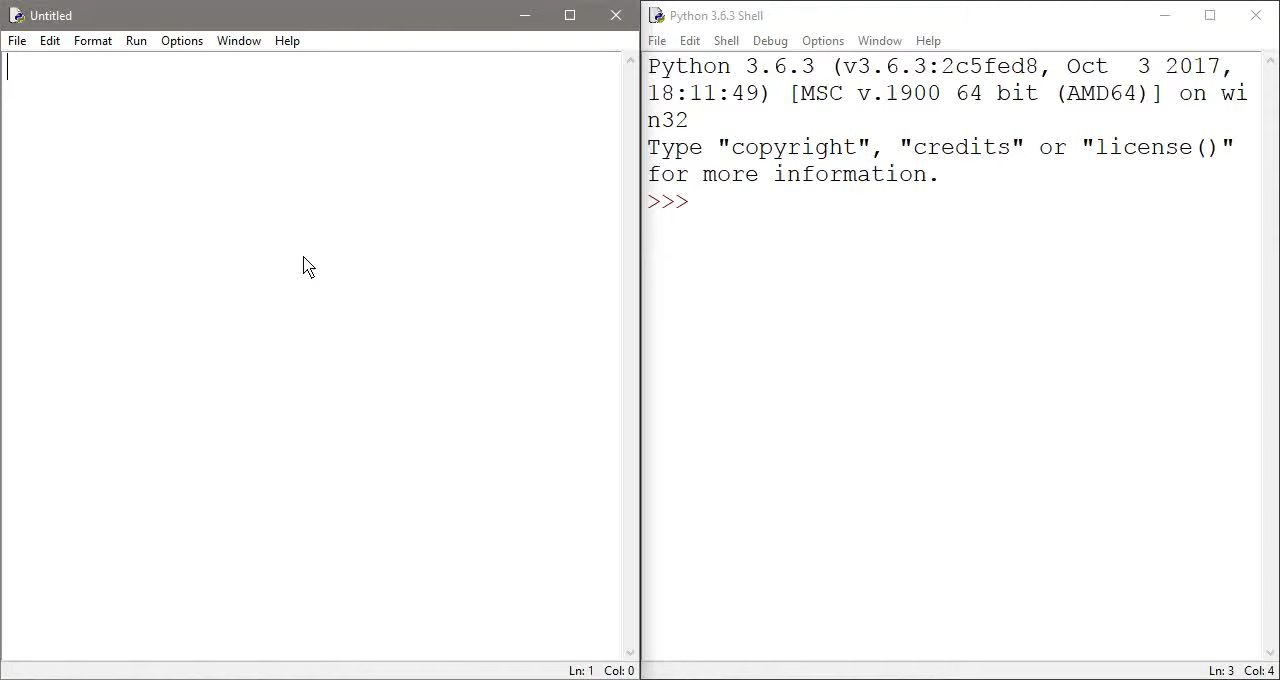 Untitled
File Edit Format Run Options Window Help
Ln: 1 Col: 0
Python 3.6.3 Shell
File Edit Shell Debug Options Window Help
Python 3.6.3 (v3.6.3:2c5fed8, Oct  3 2017,
18:11:49) [MSC v.1900 64 bit (AMD64)] on wi
n32
Type "copyright", "credits" or "license()"
for more information.
>>>
Ln: 3 Col: 4